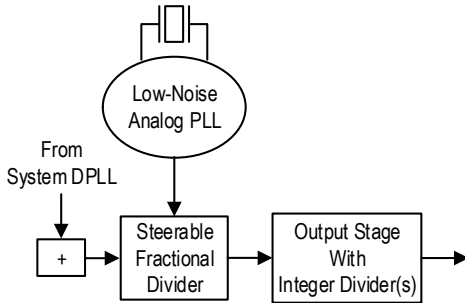 Low-Noise
Analog PLL
From
System DPLL
+
Steerable
Fractional
Divider
Output Stage
With
Integer Divider(s)